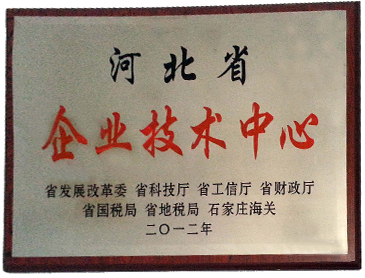 河北省
企业技术中心
省发展改革委 省科技厅 省工信厅 省财政厅
省国税局 省地税局 石家庄海关
二〇一二年